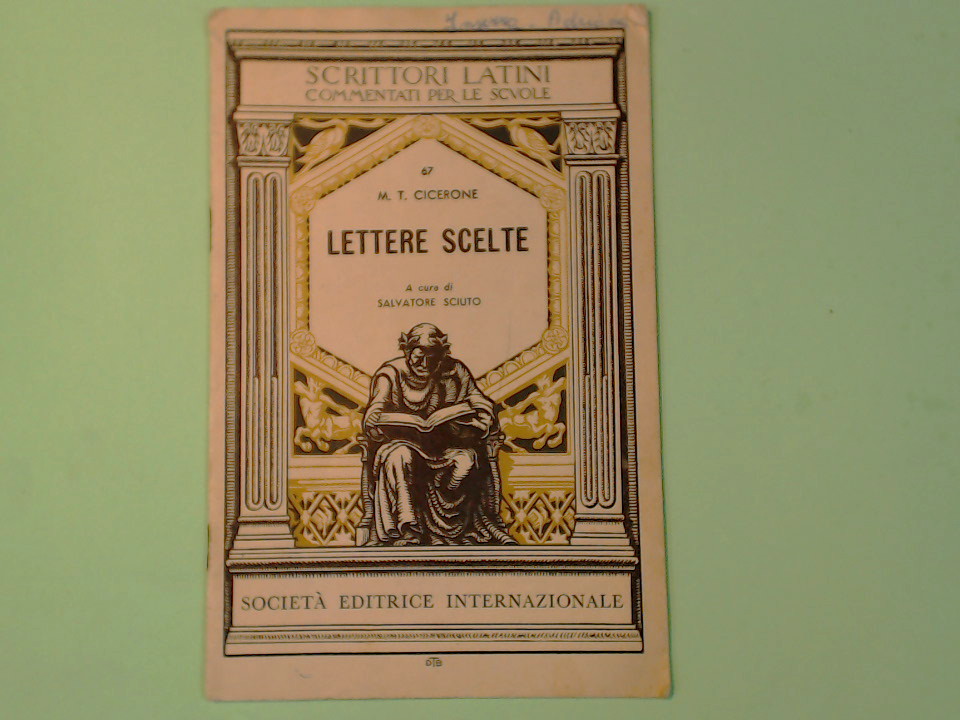 SCRITTORI LATINI
COMMENTATI PER LE SCVOLE
67
M. T. CICERONE
LETTERE SCELTE
A cura di
SALVATORE SCIUTO
SOCIETÀ EDITRICE INTERNAZIONALE